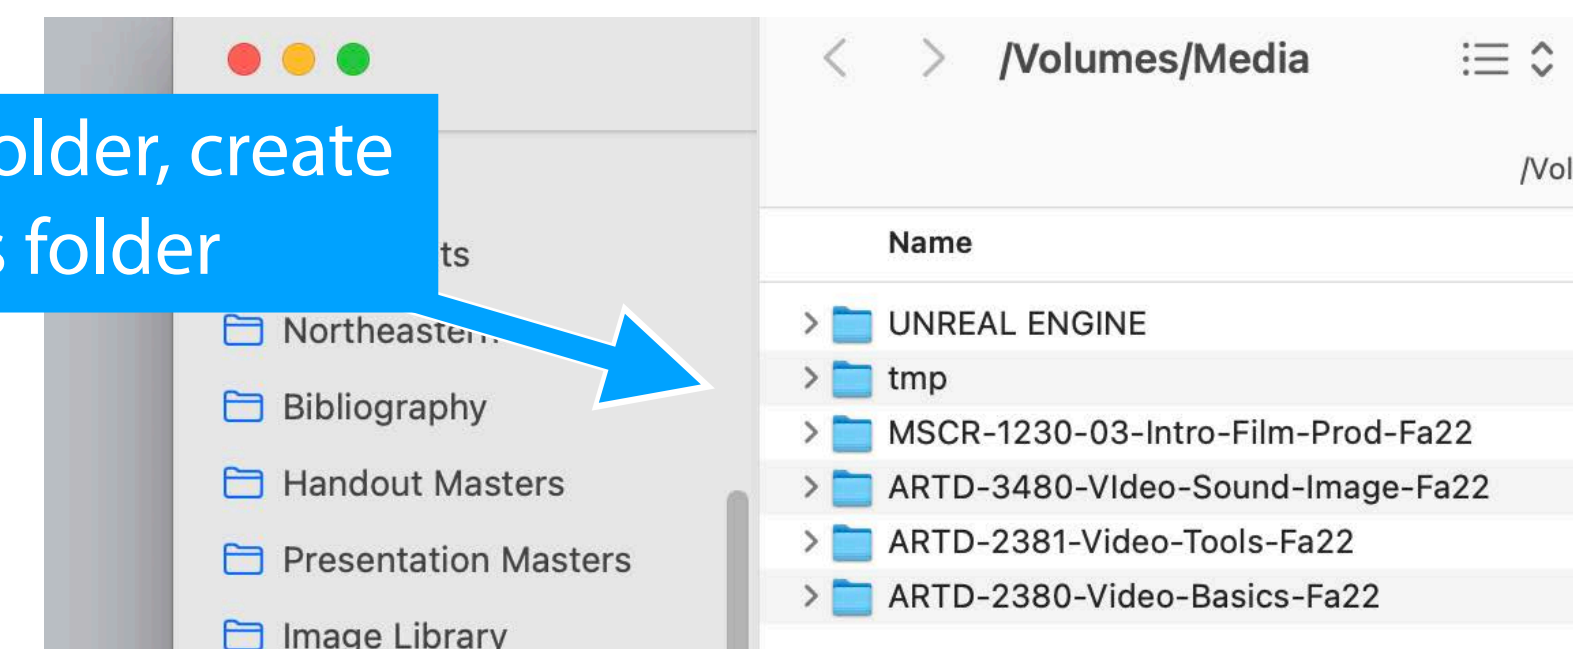 /Volumes/Media
older, create
s folder
/Vol
ts
Name
Northeastern
UNREAL ENGINE
tmp
Bibliography
MSCR-1230-03-Intro-Film-Prod-Fa22
Handout Masters
ARTD-3480-VIdeo-Sound-Image-Fa22
ARTD-2381-Video-Tools-Fa22
Presentation Masters
ARTD-2380-Video-Basics-Fa22
Image Library